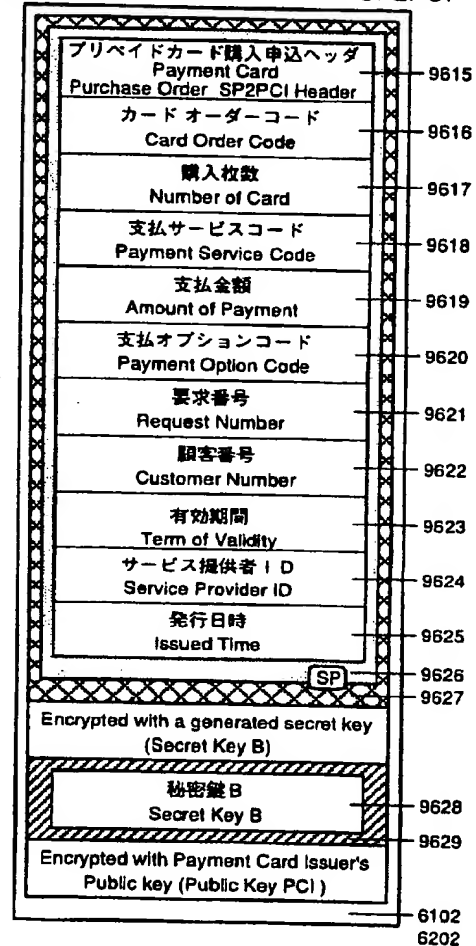 プリペイドカード購入申込ヘッダ
Payment Card
Purchase Order SP2PCI Header
9615
カード オーダーコード
Card Order Code
9616
購入枚数
Number of Card
9617
支払サービスコード
Payment Service Code
9618
支払金額
Amount of Payment
9619
支払オプションコード
Payment Option Code
9620
要求番号
Request Number
9621
顧客番号
Customer Number
9622
有効期間
Term of Validity
9623
サービス提供者ID
Service Provider ID
9624
発行日時
Issued Time
9625
SP
9626
9627
Encrypted with a generated secret key
(Secret Key B)
秘密鍵B
Secret Key B
9628
9629
Encrypted with Payment Card Issuer's
Public key (Public Key PCI)
6102
6202